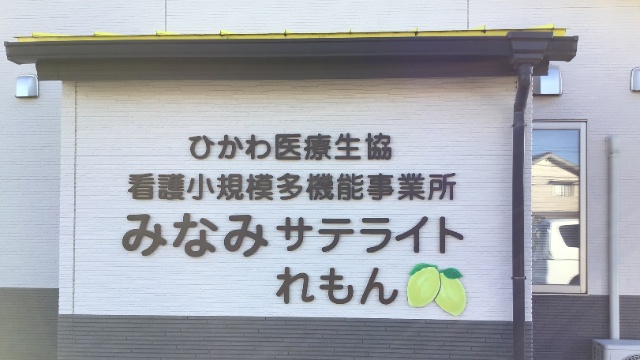 ひかわ医療生協
看護小規模多機能事業所
みなみサテライト
れもん